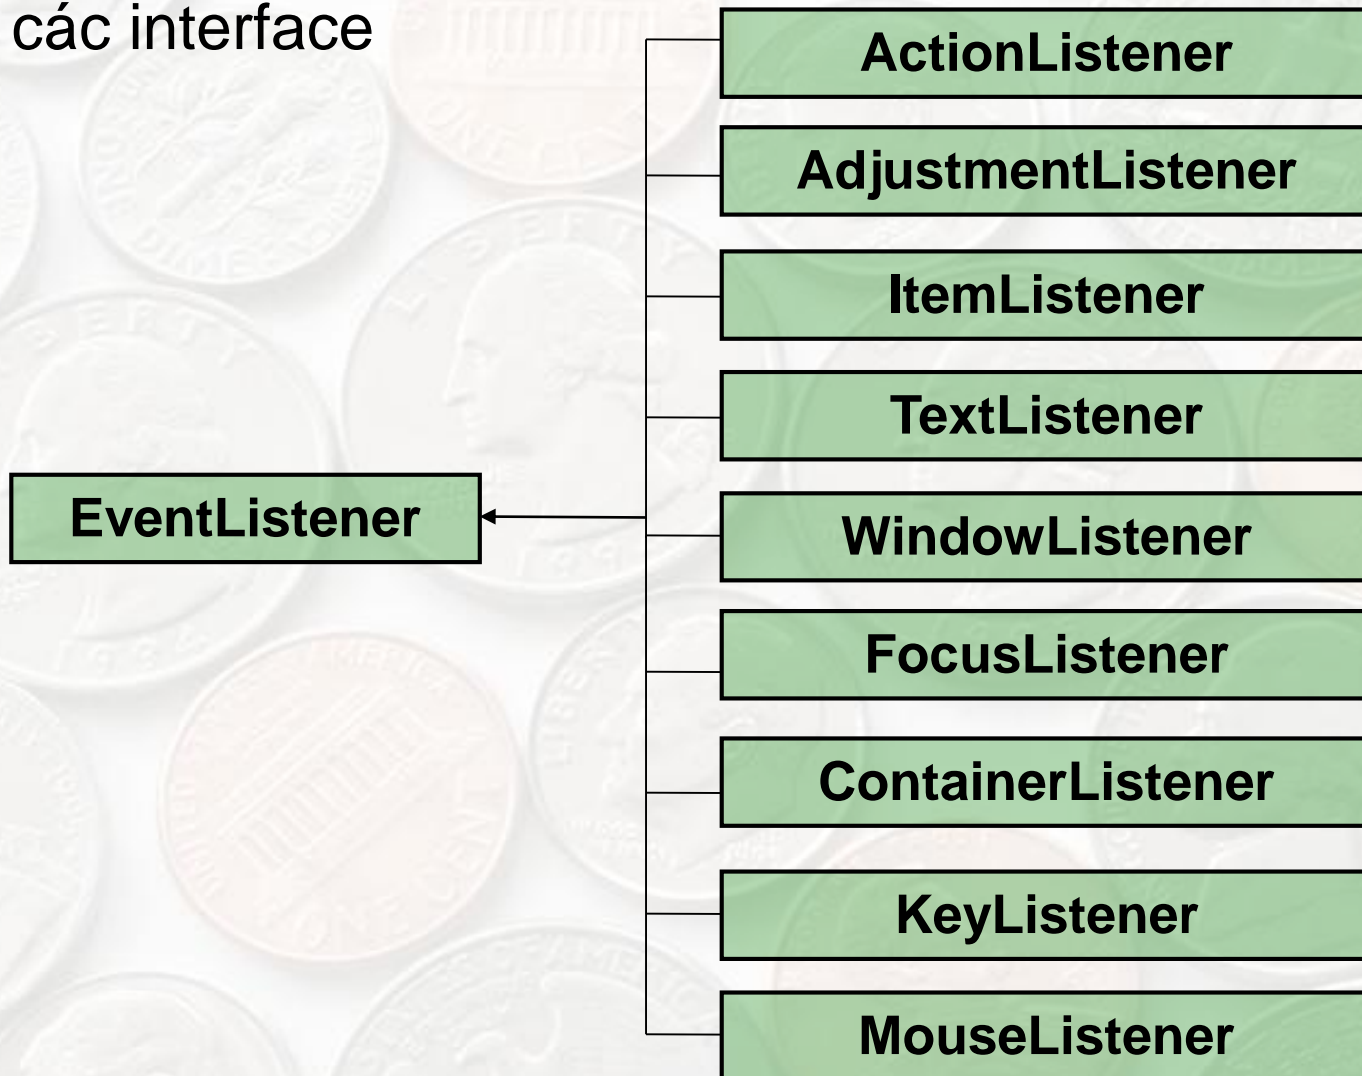 các interface
ActionListener
AdjustmentListener
ItemListener
TextListener
EventListener
WindowListener
FocusListener
ContainerListener
KeyListener
MouseListener